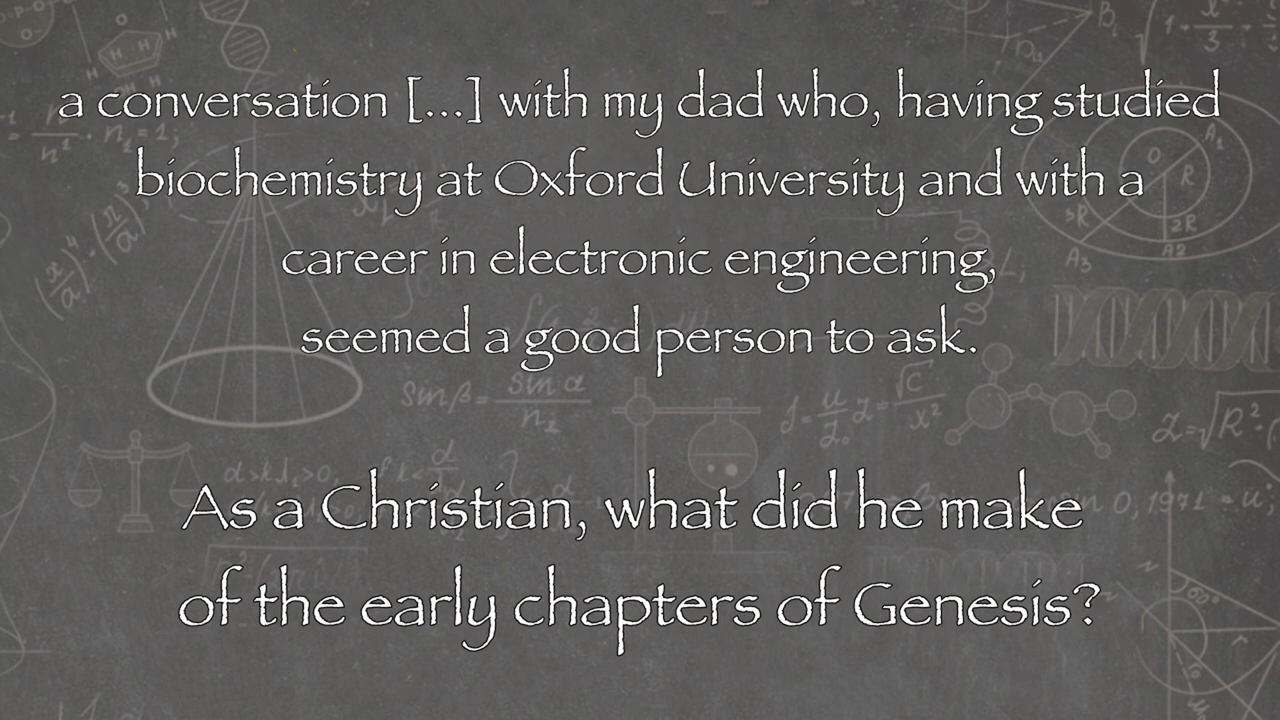 a conversation [...] with my dad who, having studied
biochemistry at Oxford University and with a
career in electronic engineering,
seemed a good person to ask.
As a Christian, what did he make
of the early chapters of Genesis?